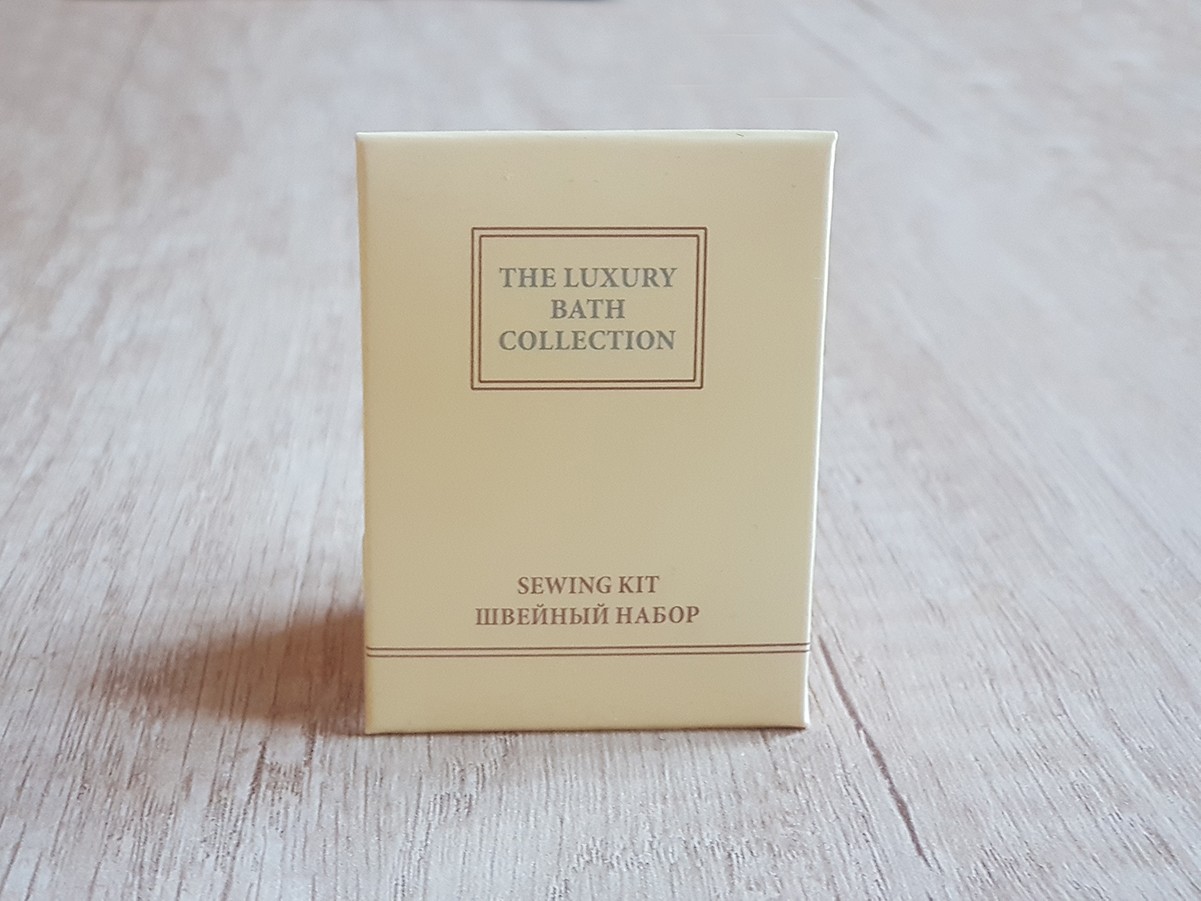 THE LUXURY
BATH
COLLECTION
SEWING KIT
ШВЕЙНЫЙ НАБОР